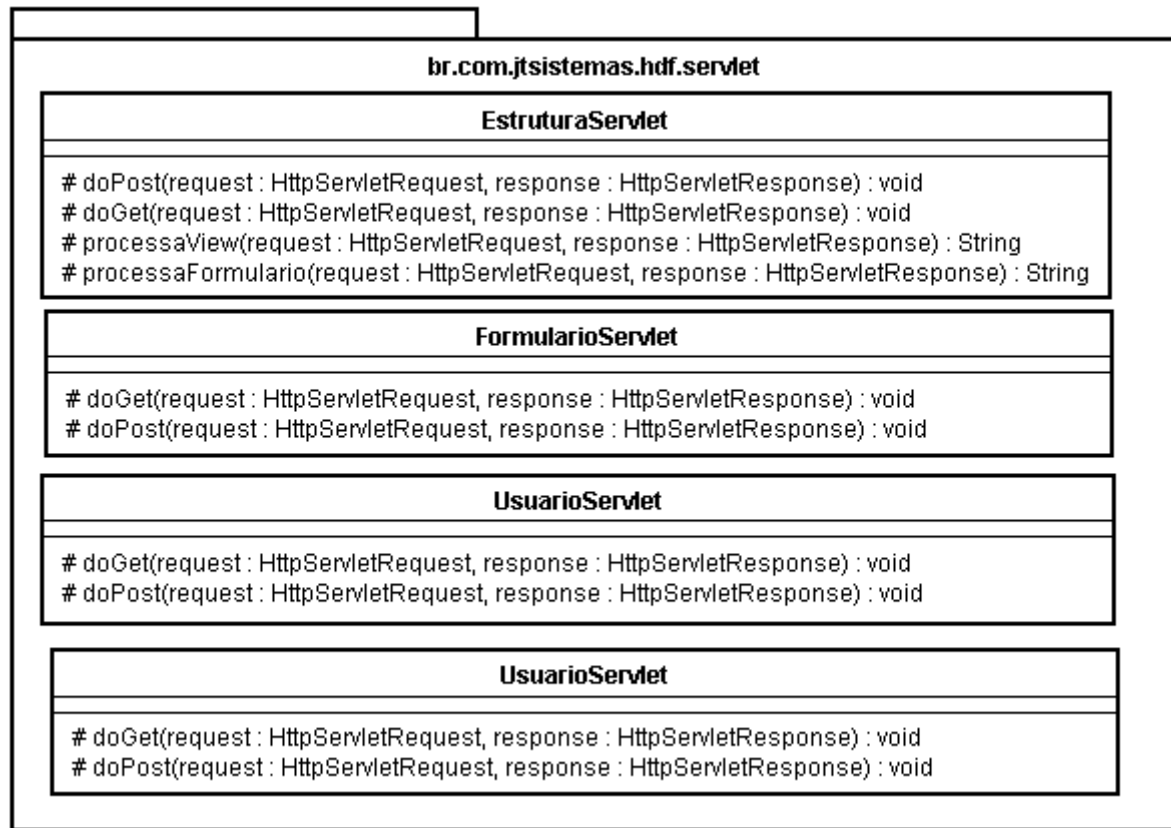 br.com.jtsistemas.hdf.servlet
EstruturaServlet
# doPost(request : HttpServletRequest, response : HttpServletResponse) : void
# doGet(request : HttpServletRequest, response : HttpServletResponse) : void
# processaView(request : HttpServletRequest, response : HttpServletResponse) : String
# processaFormulario(request : HttpServletRequest, response : HttpServletResponse) : String
FormularioServlet
# doGet(request : HttpServletRequest, response : HttpServletResponse) : void
# doPost(request : HttpServletRequest, response : HttpServletResponse) : void
UsuarioServlet
# doGet(request : HttpServletRequest, response : HttpServletResponse) : void
# doPost(request : HttpServletRequest, response : HttpServletResponse) : void
UsuarioServlet
# doGet(request : HttpServletRequest, response : HttpServletResponse) : void
# doPost(request : HttpServletRequest, response : HttpServletResponse) : void